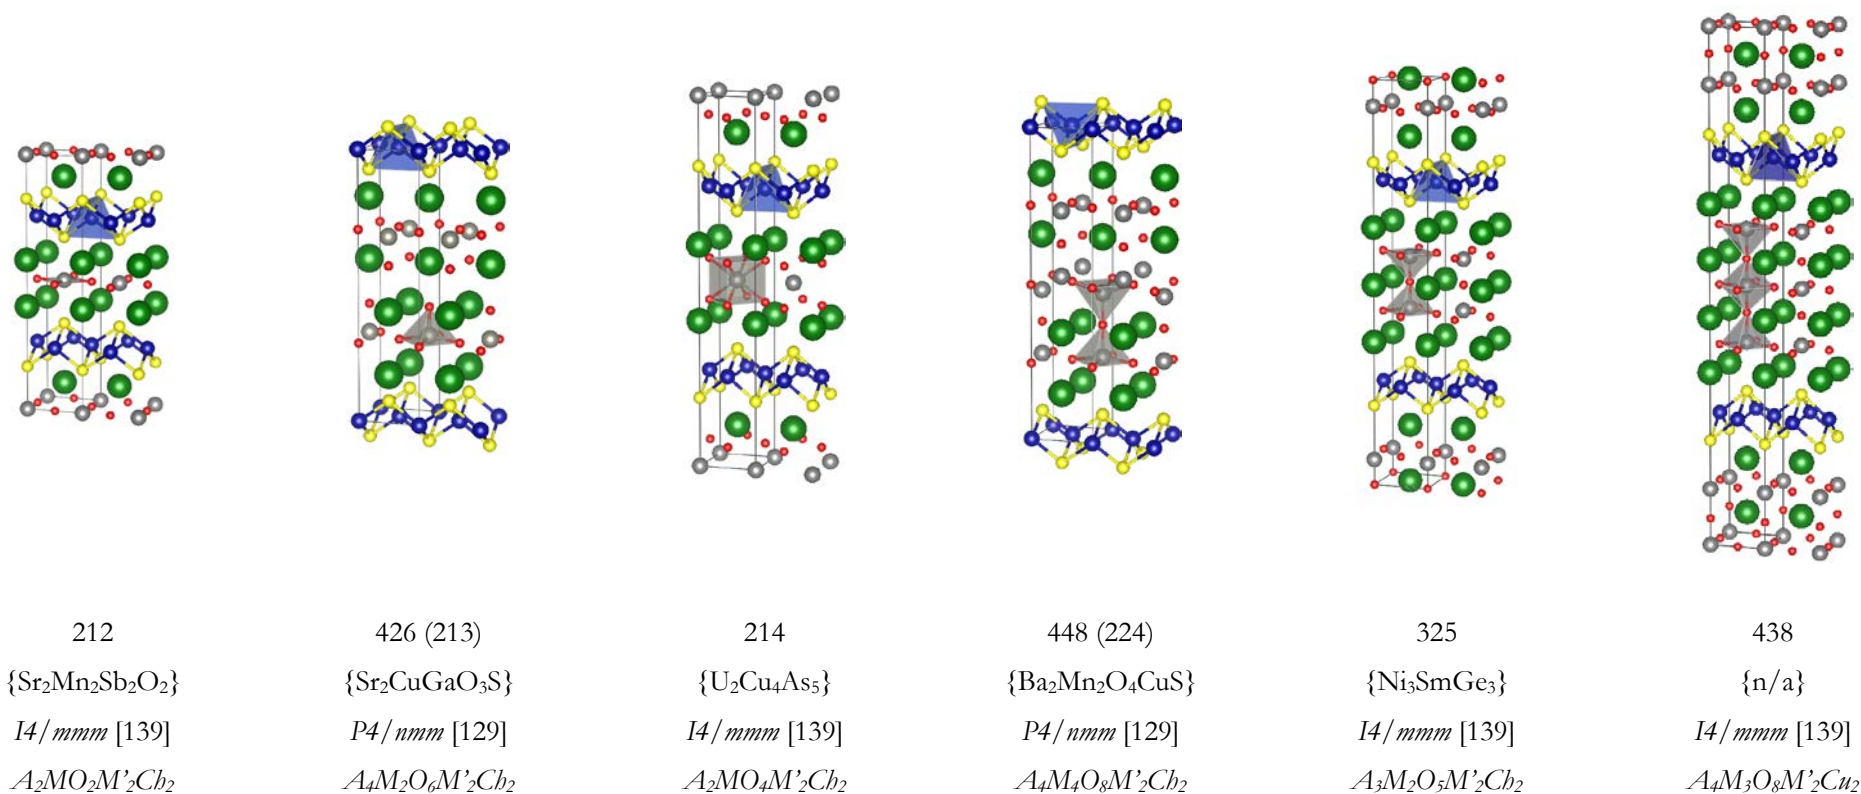 212 426 (213) 214 448 (224) 325 438
{Sr₂Mn₂Sb₂O₂} {Sr₂CuGaO₃S} {U₂Cu₄As₅} {Ba₂Mn₂O₄CuS} {Ni₃SmGe₃} {n/a}
I4/mmm [139] P4/nmm [129] I4/mmm [139] P4/nmm [129] I4/mmm [139] I4/mmm [139]
A₂MO₂M’₂Ch₂ A₄M₂O₆M’₂Ch₂ A₂MO₄M’₂Ch₂ A₄M₄O₈M’₂Ch₂ A₃M₂O₅M’₂Ch₂ A₄M₃O₈M’₂Cu₂